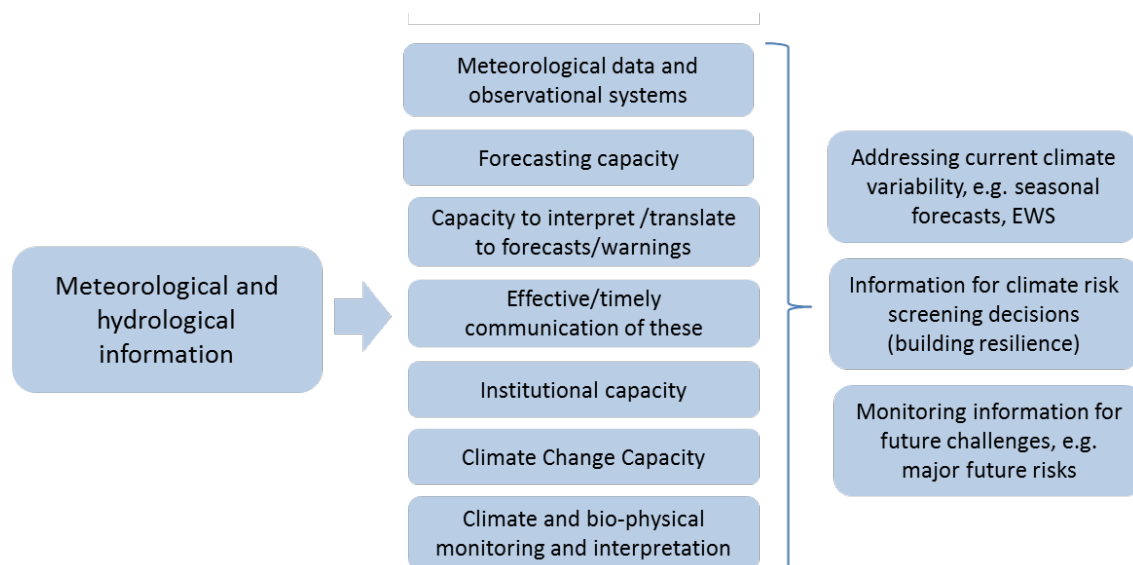 Meteorological and
hydrological
information
Meteorological data and
observational systems
Forecasting capacity
Capacity to interpret /translate
to forecasts/warnings
Effective/timely
communication of these
Institutional capacity
Climate Change Capacity
Climate and bio-physical
monitoring and interpretation
Addressing current climate
variability, e.g. seasonal
forecasts, EWS
Information for climate risk
screening decisions
(building resilience)
Monitoring information for
future challenges, e.g.
major future risks